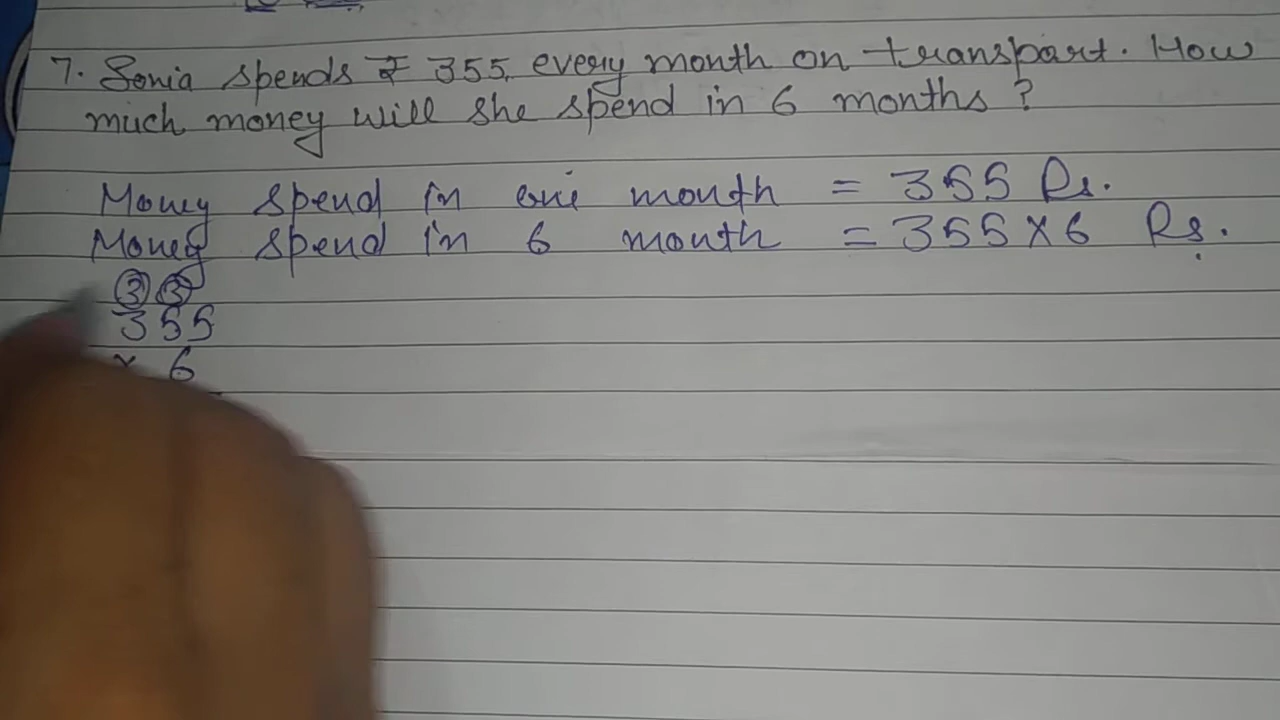 7. Sonia spends ₹ 355 every month on transpart. How
much money will she spend in 6 months ?
Money spend in one month = 355 Rs.
Money spend in 6 month = 355 x 6 Rs.
3 3
355
x 6